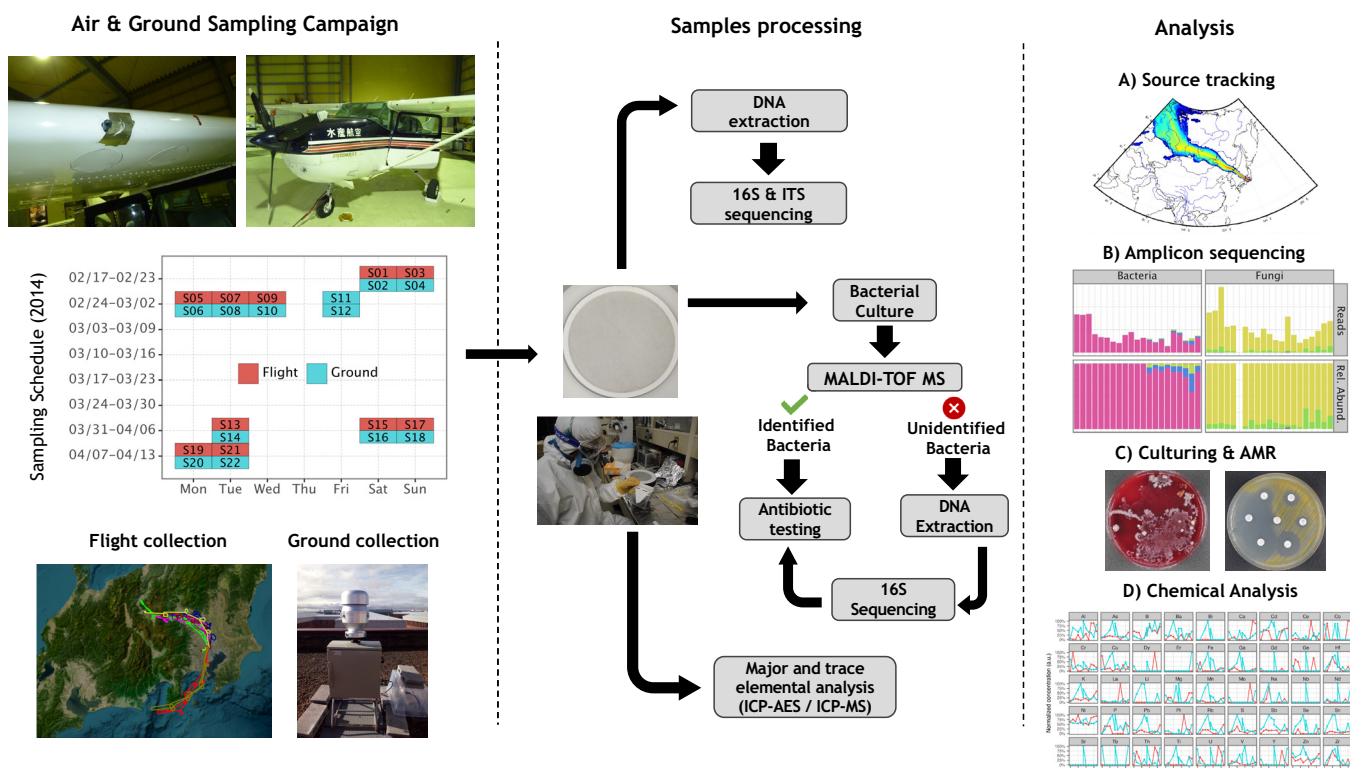 Air & Ground Sampling Campaign
水産航空
Sampling Schedule (2014)
02/17−02/23
02/24−03/02
03/03−03/09
03/10−03/16
03/17−03/23
03/24−03/30
03/31−04/06
04/07−04/13
S01 S03
S02 S04
S05 S07 S09 S11
S06 S08 S10 S12
Flight Ground
S13 S15 S17
S14 S16 S18
S19 S21
S20 S22
Mon Tue Wed Thu Fri Sat Sun
Flight collection
Ground collection
Samples processing
DNA
extraction
16S & ITS
sequencing
Bacterial
Culture
MALDI-TOF MS
Identified
Bacteria
Unidentified
Bacteria
Antibiotic
testing
DNA
Extraction
16S
Sequencing
Major and trace
elemental analysis
(ICP-AES / ICP-MS)
Analysis
A) Source tracking
B) Amplicon sequencing
Bacteria Fungi
Reads
Rel. Abund.
C) Culturing & AMR
D) Chemical Analysis
Normalized concentration (a.u.)